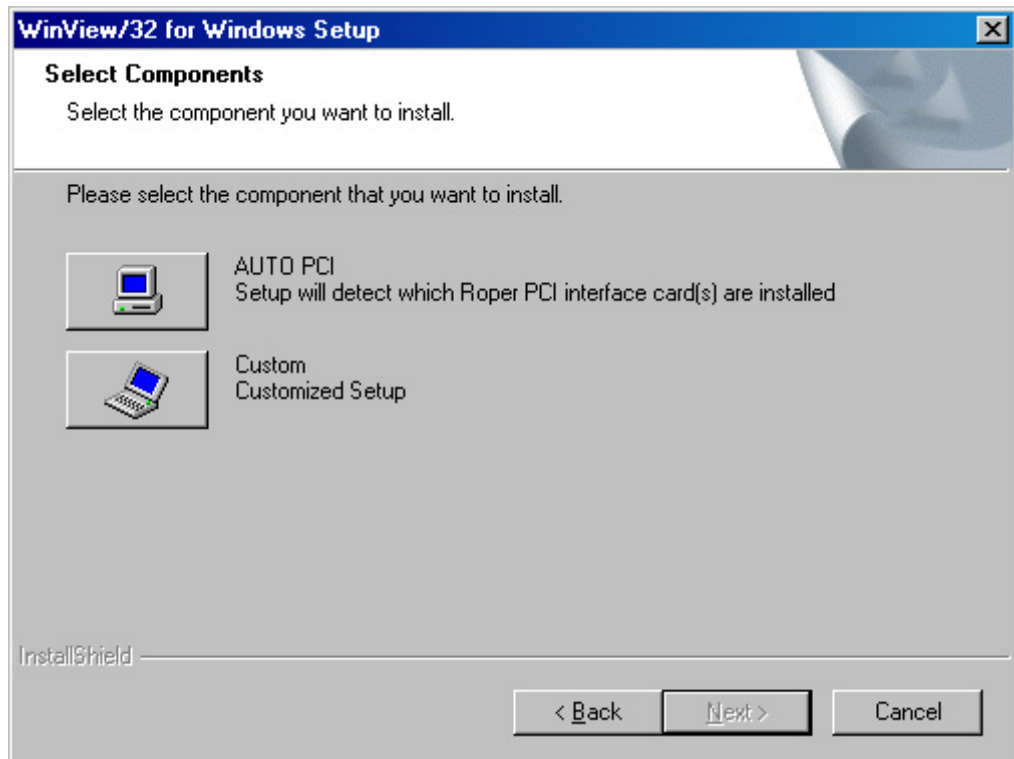 WinView/32 for Windows Setup
Select Components
Select the component you want to install.
Please select the component that you want to install.
AUTO PCI
Setup will detect which Roper PCI interface card(s) are installed
Custom
Customized Setup
InstallShield
< Back Next > Cancel